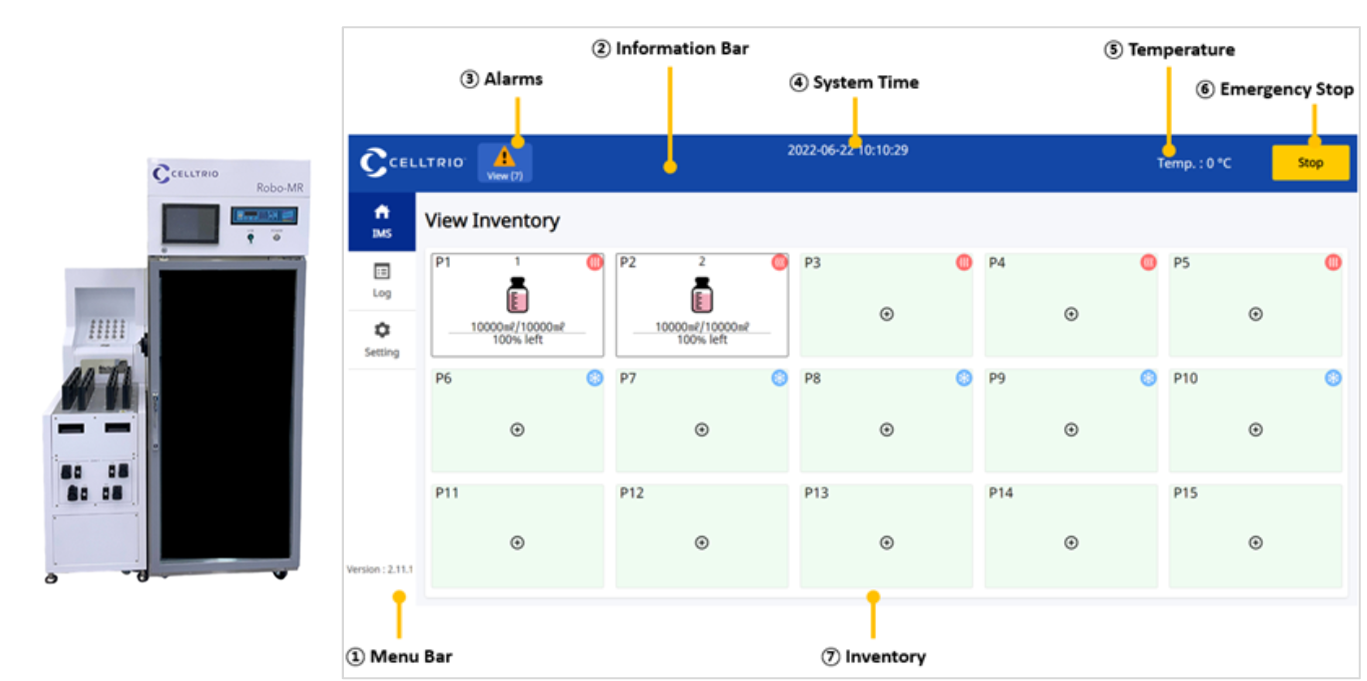 CELLTRIO
Robo-MR
② Information Bar
⑤ Temperature
③ Alarms
④ System Time
⑥ Emergency Stop
CELLTRIO
View (7)
2022-06-22 10:10:29
Temp. : 0 °C
Stop
IMS
Log
Setting
Version : 2.11.1
View Inventory
P1 1
10000㎖/10000㎖
100% left
P2 2
10000㎖/10000㎖
100% left
P3
P4
P5
P6
P7
P8
P9
P10
P11
P12
P13
P14
P15
① Menu Bar
⑦ Inventory